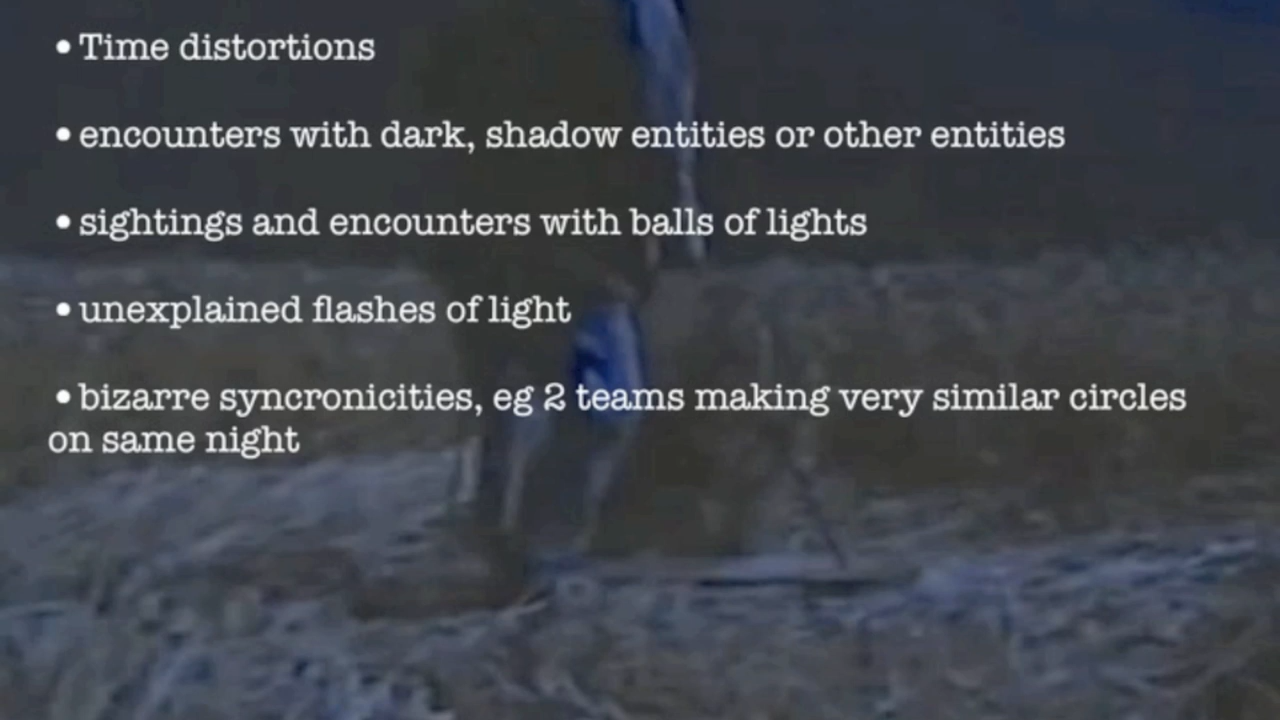 • Time distortions
• encounters with dark, shadow entities or other entities
• sightings and encounters with balls of lights
• unexplained flashes of light
• bizarre syncronicities, eg 2 teams making very similar circles
on same night